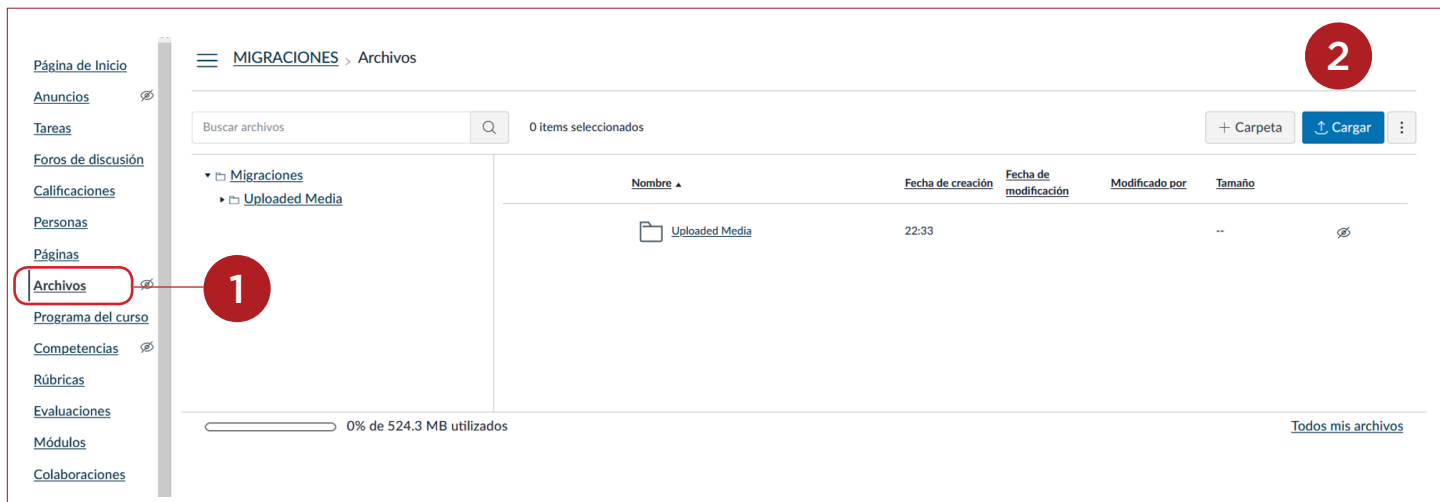 MIGRACIONES > Archivos
2
Página de Inicio
Anuncios
Tareas
Foros de discusión
Calificaciones
Personas
Páginas
Archivos
Programa del curso
Competencias
Rúbricas
Evaluaciones
Módulos
Colaboraciones
1
Buscar archivos
0 items seleccionados
+ Carpeta
Cargar
Migraciones
Uploaded Media
Nombre
Fecha de creación
Fecha de
modificación
Modificado por
Tamaño
Uploaded Media
22:33
--
0% de 524.3 MB utilizados
Todos mis archivos